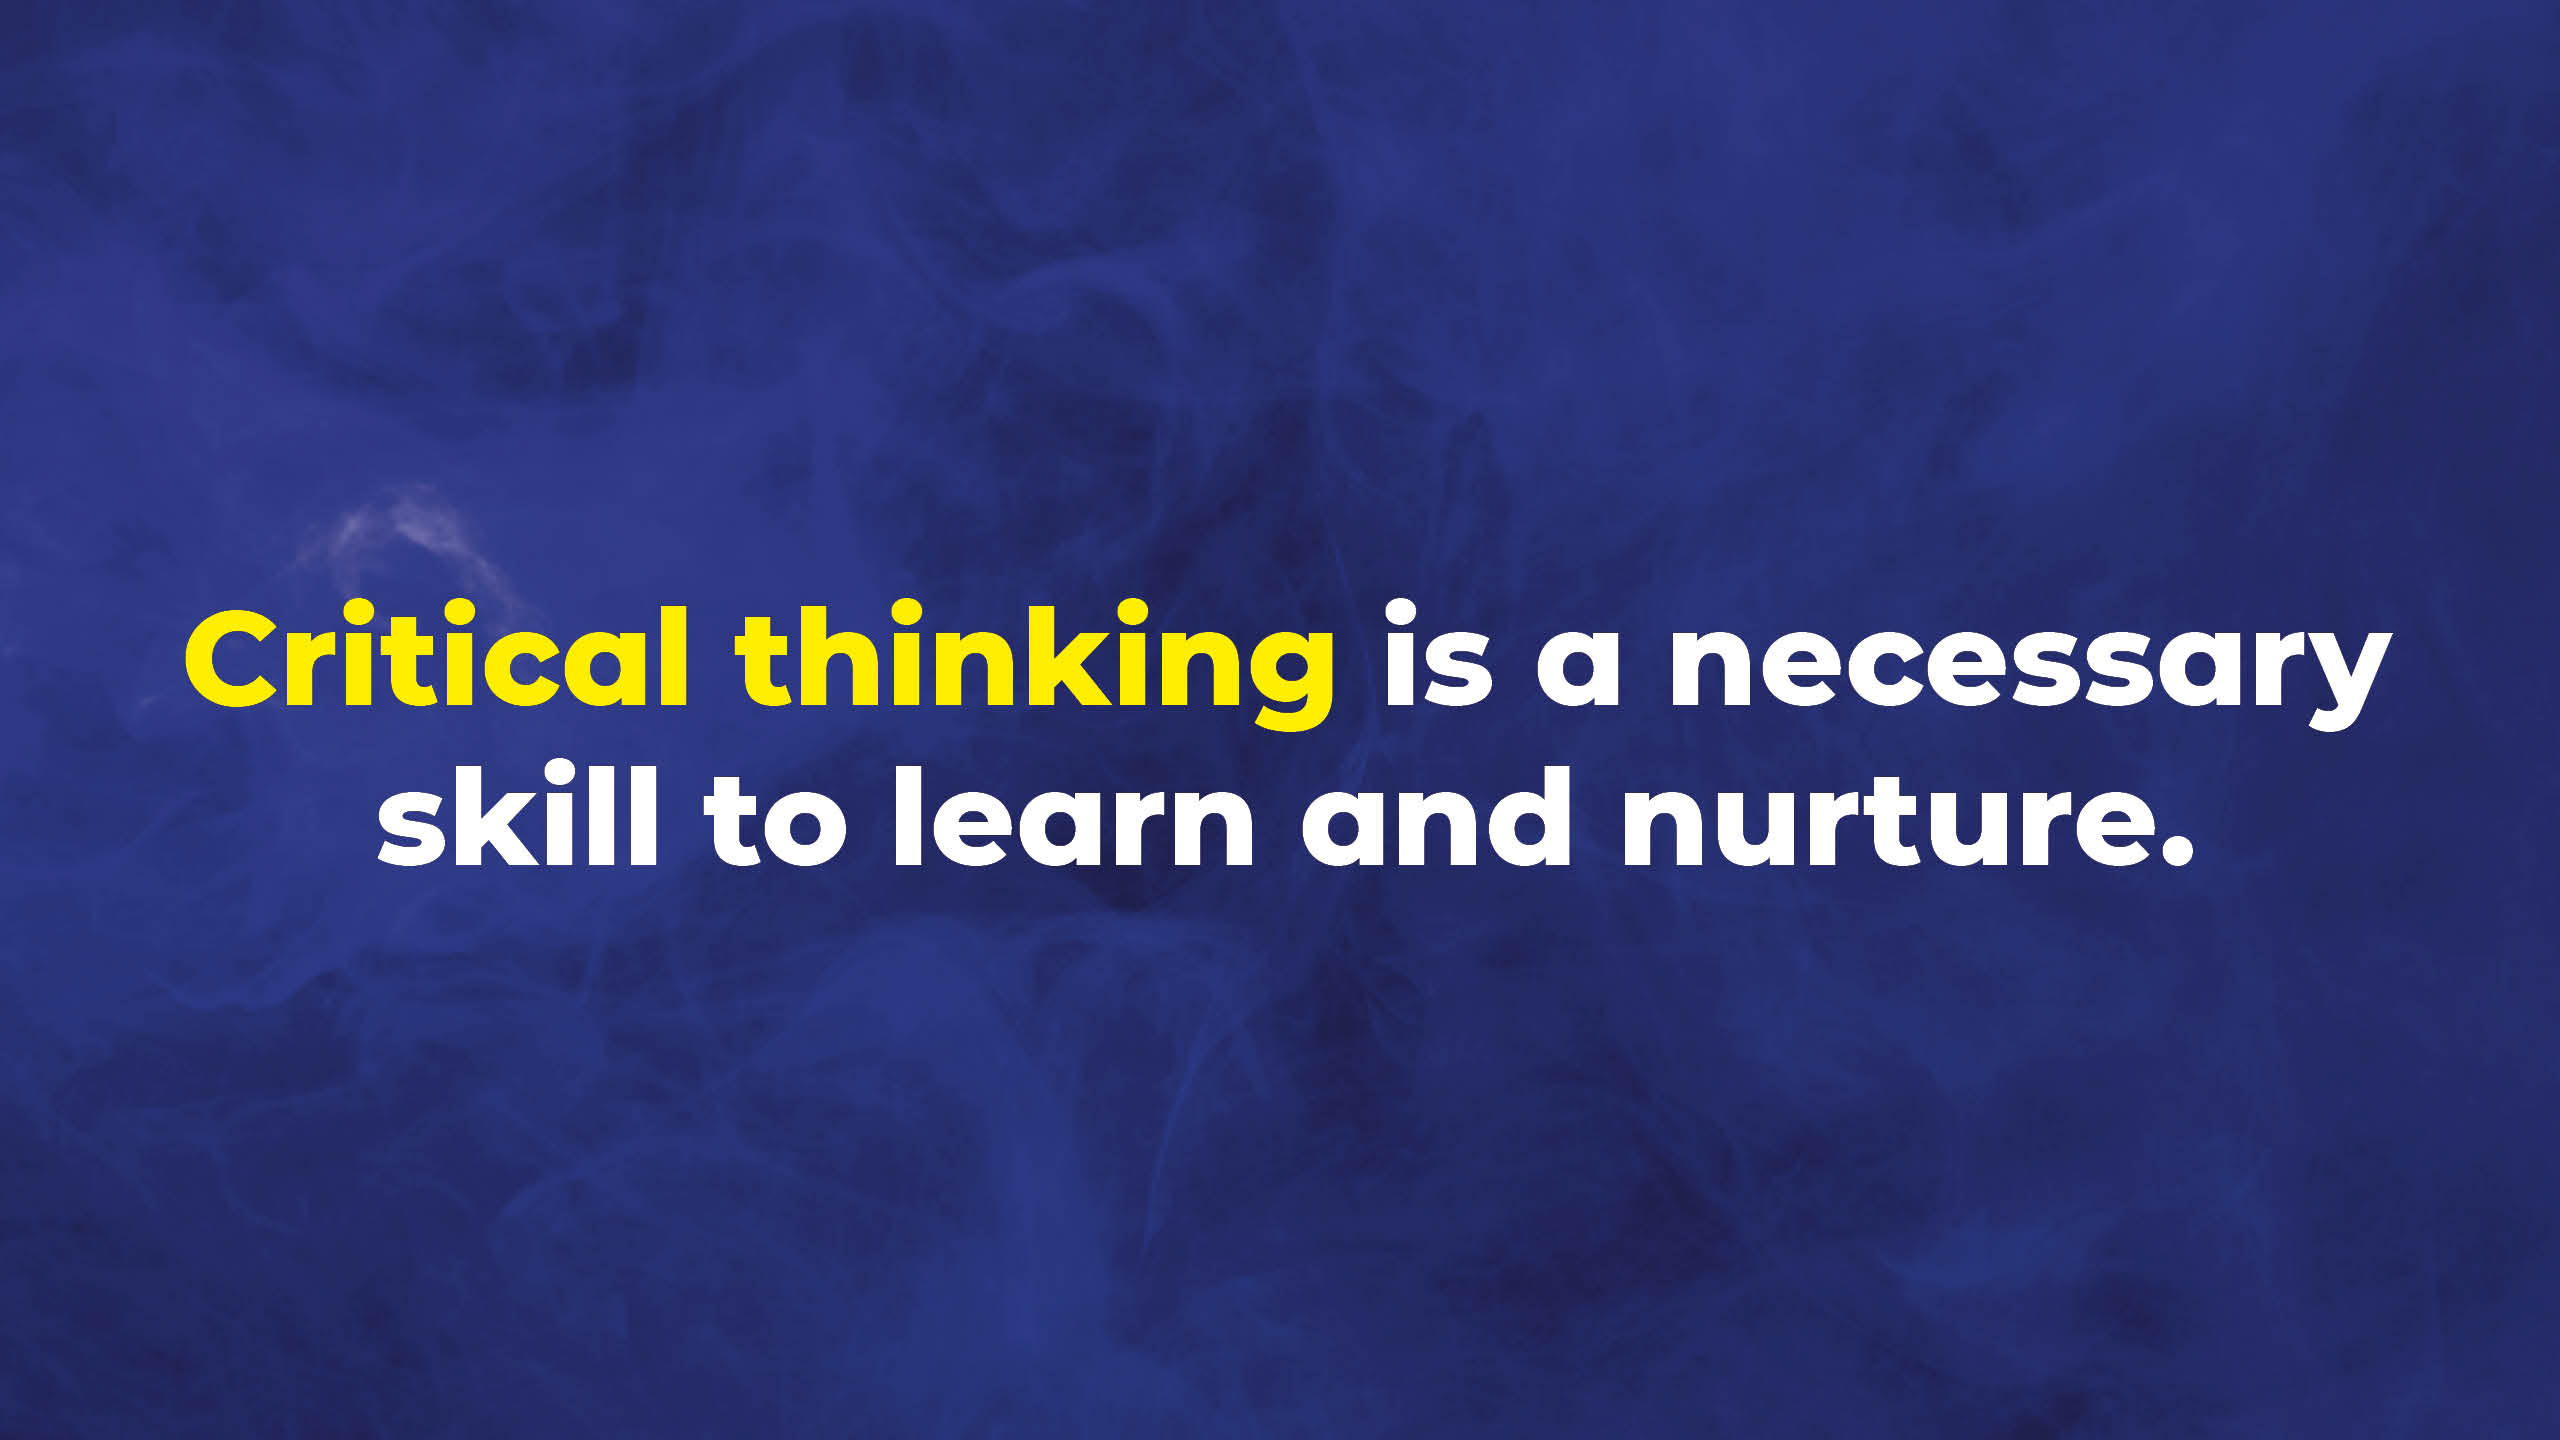 Critical thinking is a necessary
skill to learn and nurture.